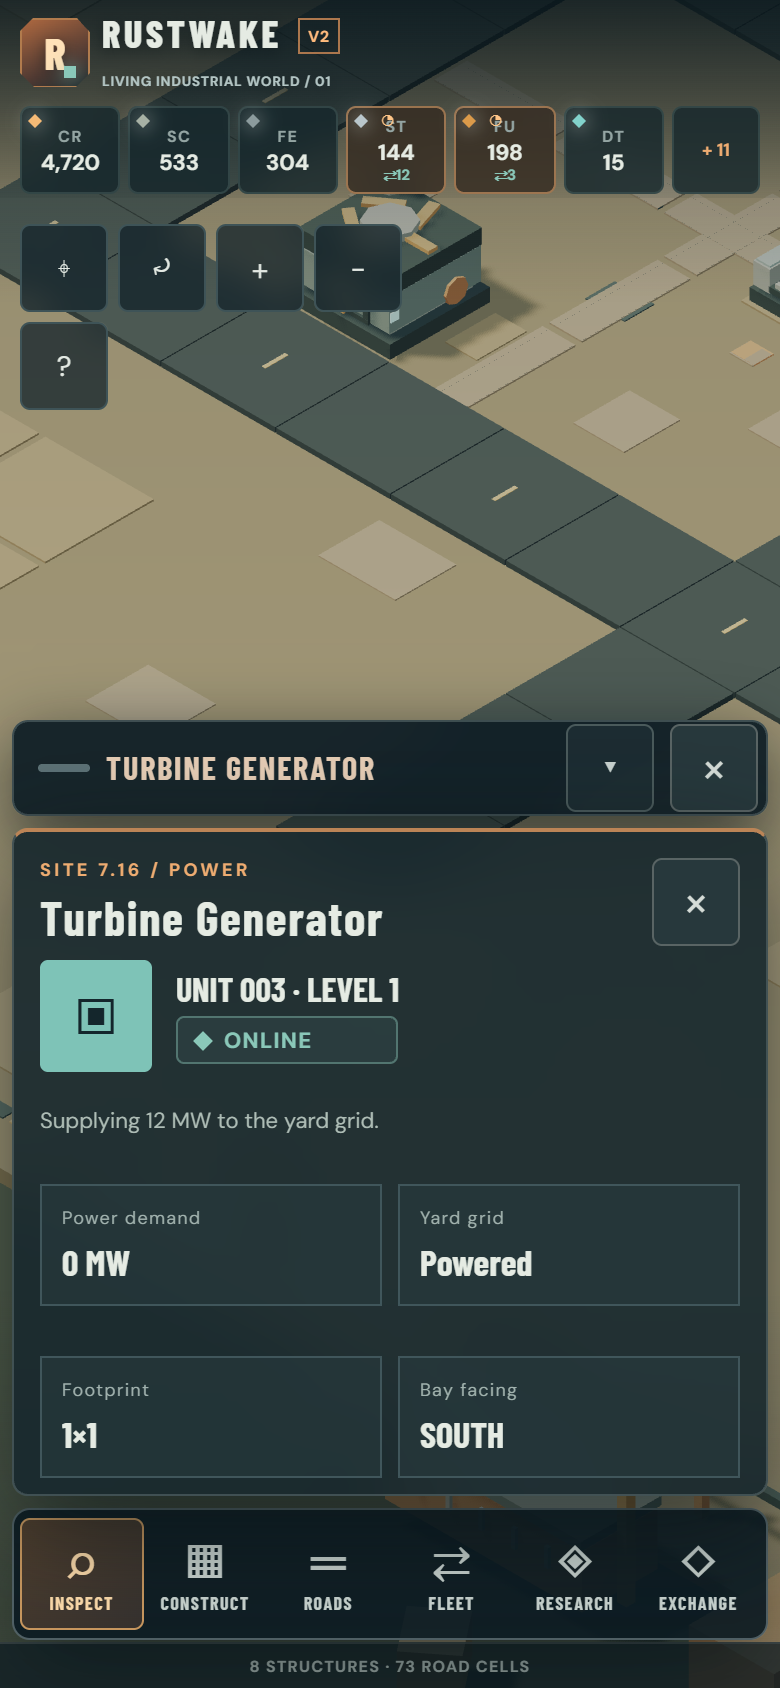 R
RUSTWAKE V2
LIVING INDUSTRIAL WORLD / 01
CR
4,720
SC
533
FE
304
ST
144
⇄12
FU
198
⇄3
DT
15
+ 11
+
−
?
TURBINE GENERATOR
▼
×
SITE 7.16 / POWER
×
Turbine Generator
UNIT 003 · LEVEL 1
◆ ONLINE
Supplying 12 MW to the yard grid.
Power demand
0 MW
Yard grid
Powered
Footprint
1×1
Bay facing
SOUTH
INSPECT
CONSTRUCT
ROADS
FLEET
RESEARCH
EXCHANGE
8 STRUCTURES · 73 ROAD CELLS